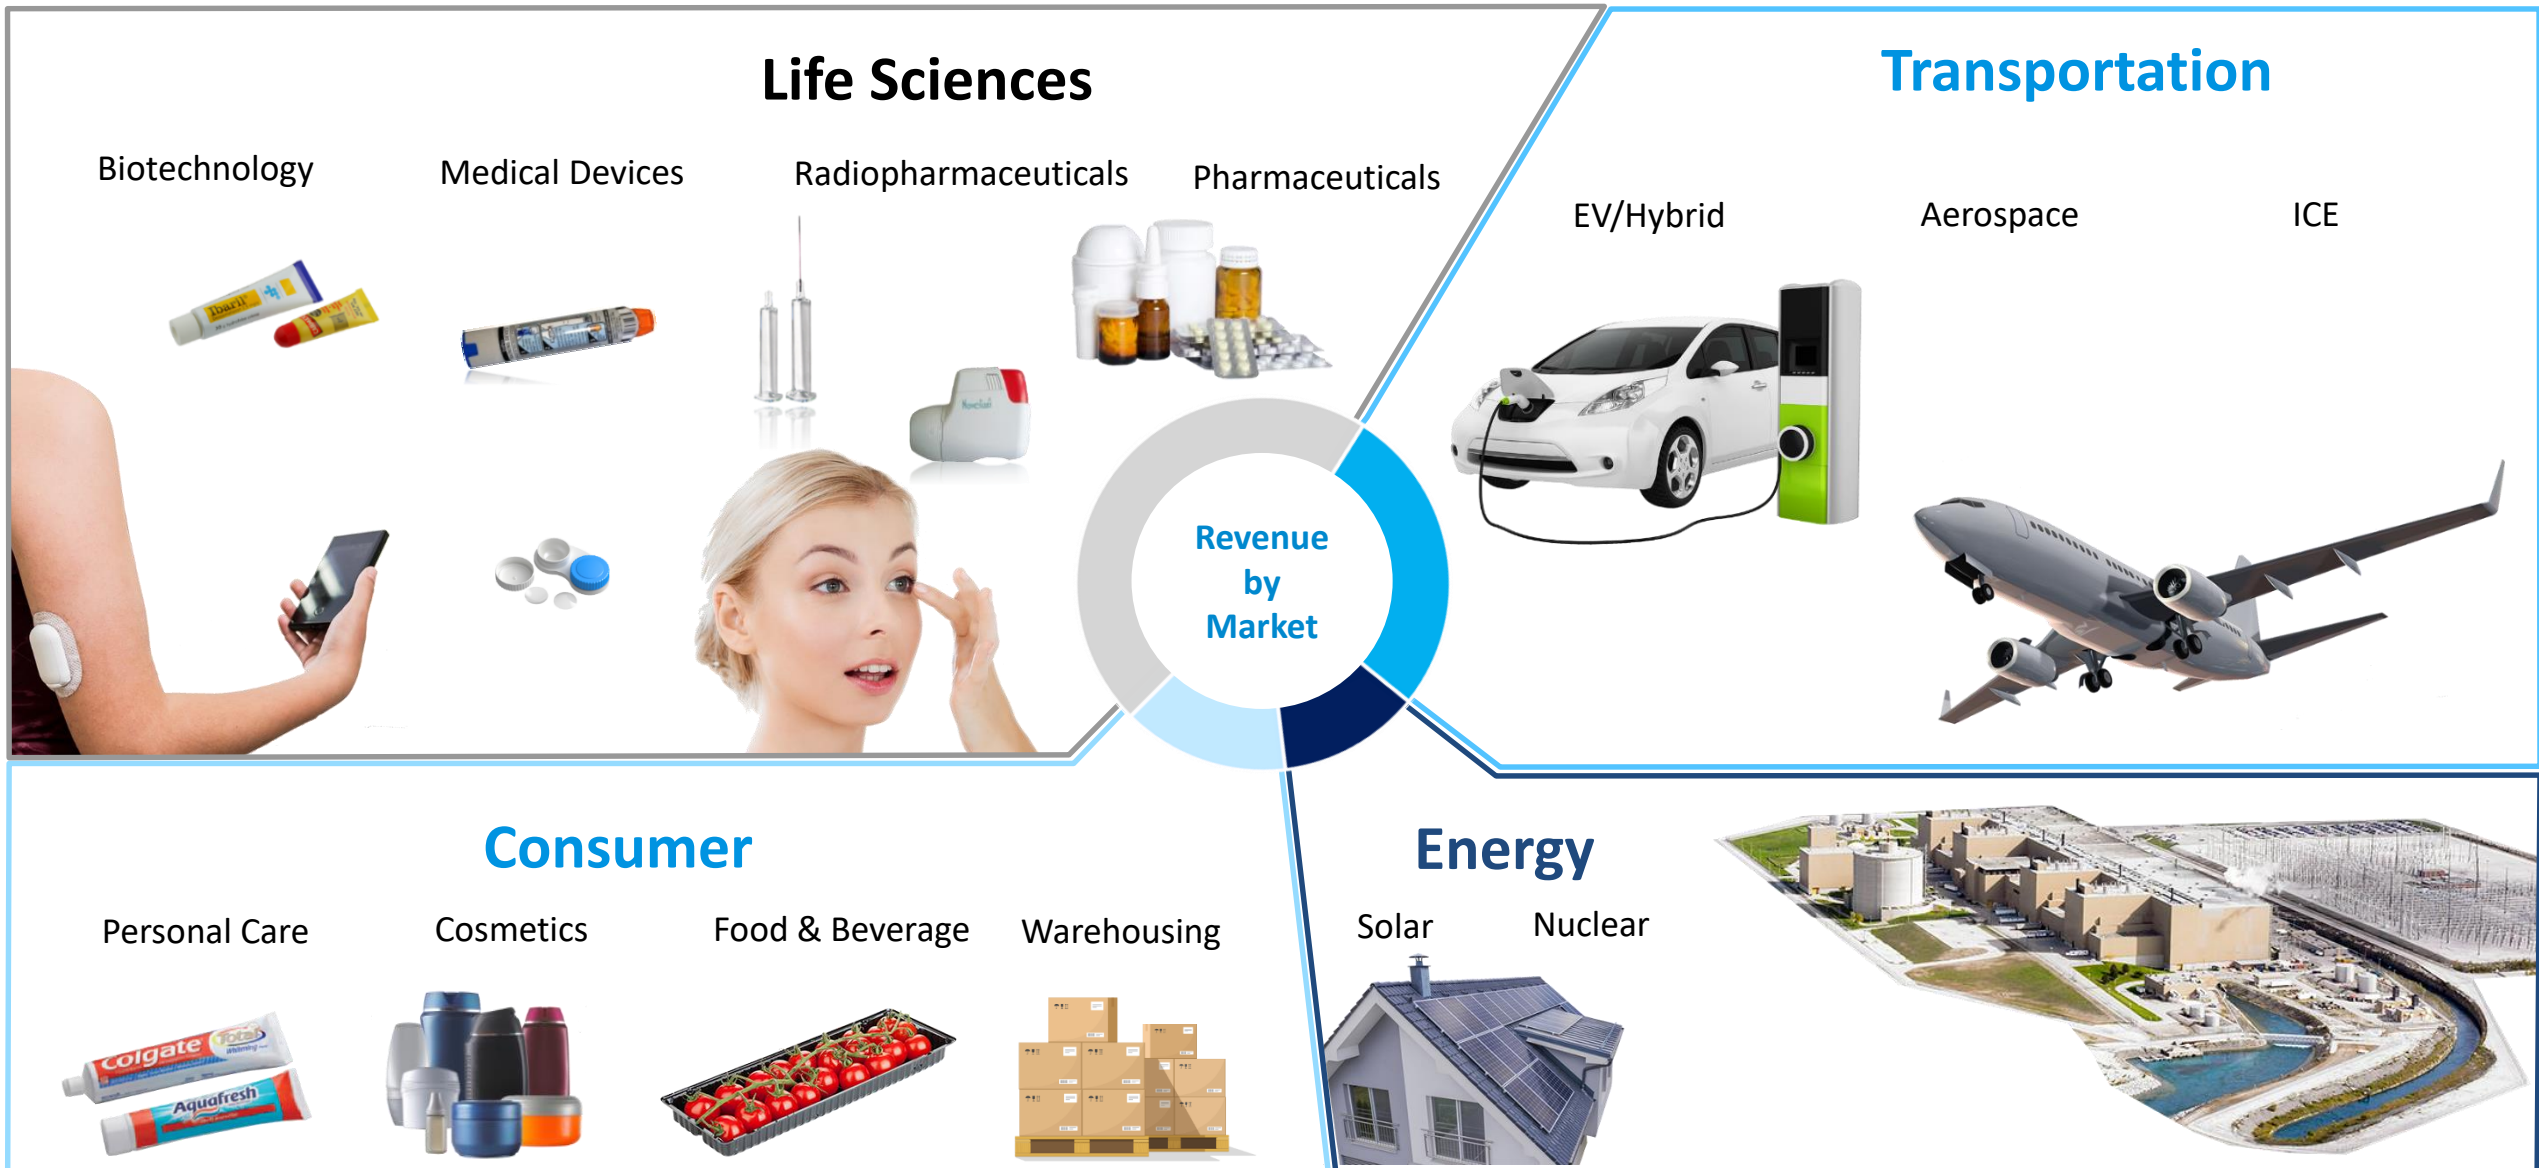 Life Sciences
Biotechnology
Medical Devices
Radiopharmaceuticals
Pharmaceuticals
Transportation
EV/Hybrid
Aerospace
ICE
Revenue
by
Market
Consumer
Personal Care
Cosmetics
Food & Beverage
Warehousing
Colgate
Total
Whitening
Aquafresh
Energy
Solar
Nuclear